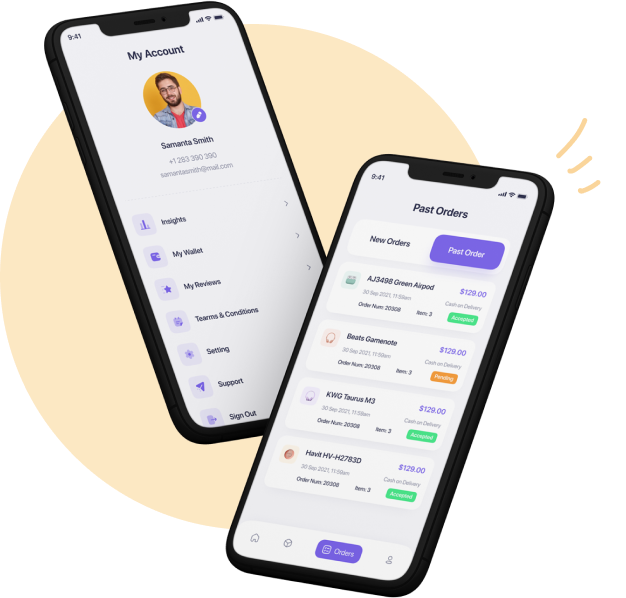 9:41
My Account
Samanta Smith
+1 283 390 390
samantasmith@mail.com
Insights
My Wallet
My Reviews
Tearms & Conditions
Setting
Support
Sign Out
9:41
Past Orders
New Orders
Past Order
AJ3498 Green Airpod
$129.00
30 Sep 2021, 11:59am
Cash on Delivery
Order Num: 20308
Item: 3
Accepted
Beats Gamenote
$129.00
30 Sep 2021, 11:59am
Cash on Delivery
Order Num: 20308
Item: 3
Pending
KWG Taurus M3
$129.00
30 Sep 2021, 11:59am
Cash on Delivery
Order Num: 20308
Item: 3
Accepted
Havit HV-H2783D
$129.00
30 Sep 2021, 11:59am
Cash on Delivery
Order Num: 20308
Item: 3
Accepted
Orders